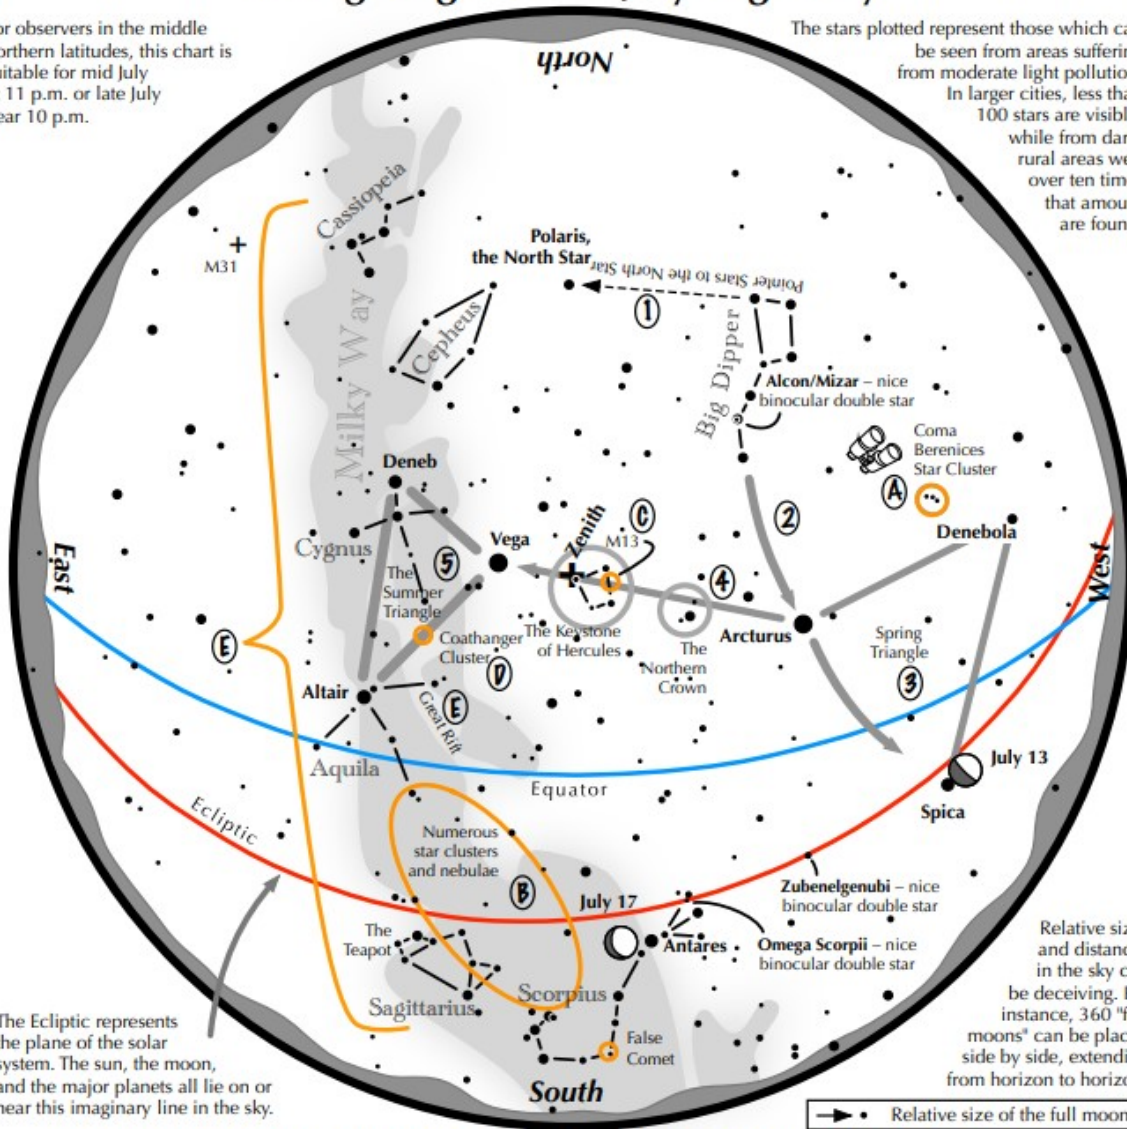 or observers in the middle
orthern latitudes, this chart is
itable for mid July
11 p.m. or late July
ear 10 p.m.
The stars plotted represent those which ca
be seen from areas sufferin
from moderate light pollutio
In larger cities, less tha
100 stars are visibl
while from dar
rural areas we
over ten tim
that amou
are foun
North
Cassiopeia
M31
Polaris,
the North Star
Pointer Stars to the North Star
1
Milky Way
Cepheus
Big Dipper
Alcon/Mizar – nice
binocular double star
Coma
Berenices
Star Cluster
A
Deneb
Denebola
Cygnus
5
Vega
Zenith
C
M13
2
East
West
The
Summer
Triangle
4
Arcturus
Coathanger
Cluster
D
The Keystone
of Hercules
The
Northern
Crown
Spring
Triangle
3
E
Altair
E
Great Rift
Aquila
Equator
July 13
Spica
Ecliptic
Numerous
star clusters
and nebulae
B
July 17
Zubenelgenubi – nice
binocular double star
The
Teapot
Antares
Omega Scorpii – nice
binocular double star
Sagittarius
Scorpius
False
Comet
South
The Ecliptic represents
the plane of the solar
system. The sun, the moon,
and the major planets all lie on or
near this imaginary line in the sky.
Relative siz
and distanc
in the sky c
be deceiving.
instance, 360 "f
moons" can be plac
side by side, extendi
from horizon to horizo
Relative size of the full moon